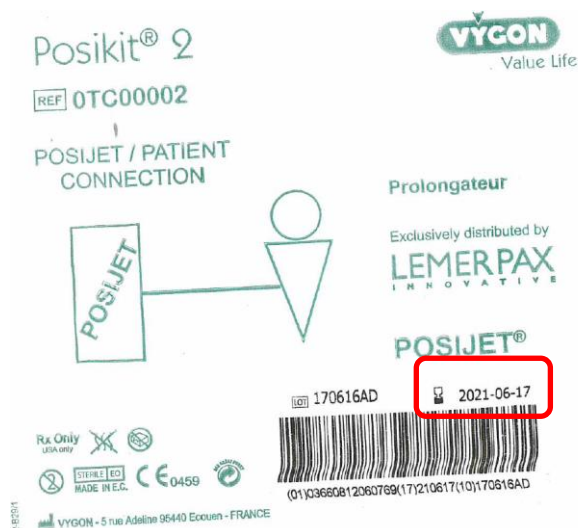 Posikit® 2
VYGON
Value Life
REF 0TC00002
POSIJET / PATIENT
CONNECTION
Prolongateur
Exclusively distributed by
LEMERPAX
INNOVATIVE
POSIJET
POSIJET®
LOT 170616AD
2021-06-17
(01)03660812060769(17)210617(10)170616AD
Rx Only
USA only
2
STERILE EO
MADE IN E.C.
CE 0459
VYGON - 5 rue Adeline 95440 Ecouen - FRANCE